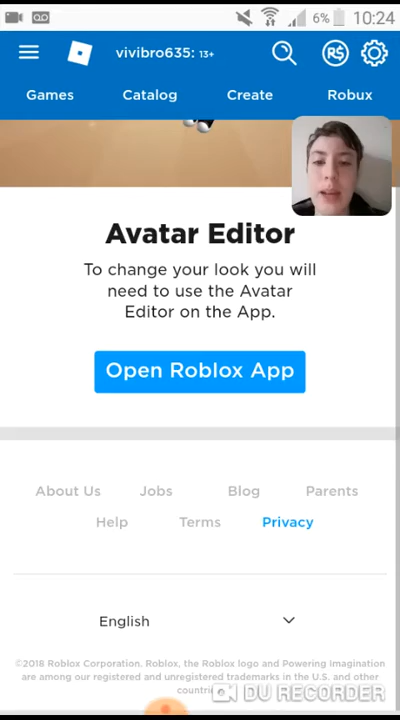 6% 10:24
vivibro635: 13+
R$
Games Catalog Create Robux
Avatar Editor
To change your look you will
need to use the Avatar
Editor on the App.
Open Roblox App
About Us Jobs Blog Parents
Help Terms Privacy
English
©2018 Roblox Corporation. Roblox, the Roblox logo and Powering imagination
are among our registered and unregistered trademarks in the U.S. and other
DU RECORDER